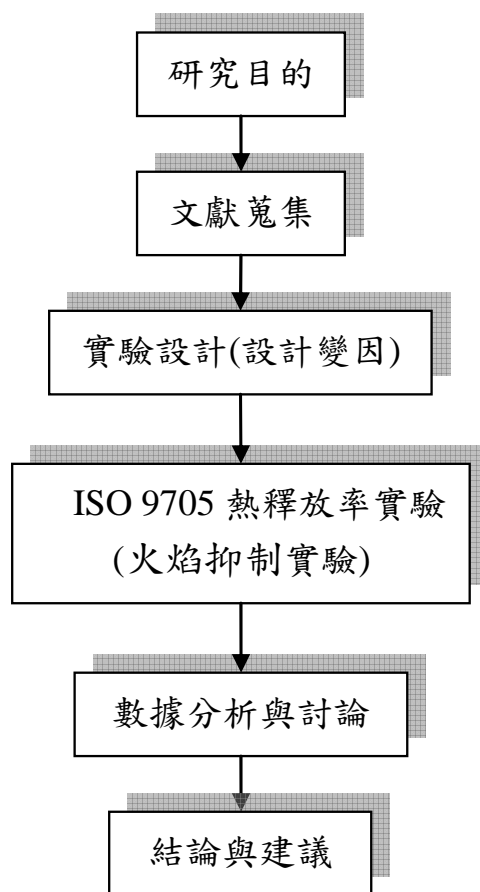 研究目的
文獻蒐集
實驗設計(設計變因)
ISO 9705 熱釋放率實驗
(火焰抑制實驗)
數據分析與討論
結論與建議